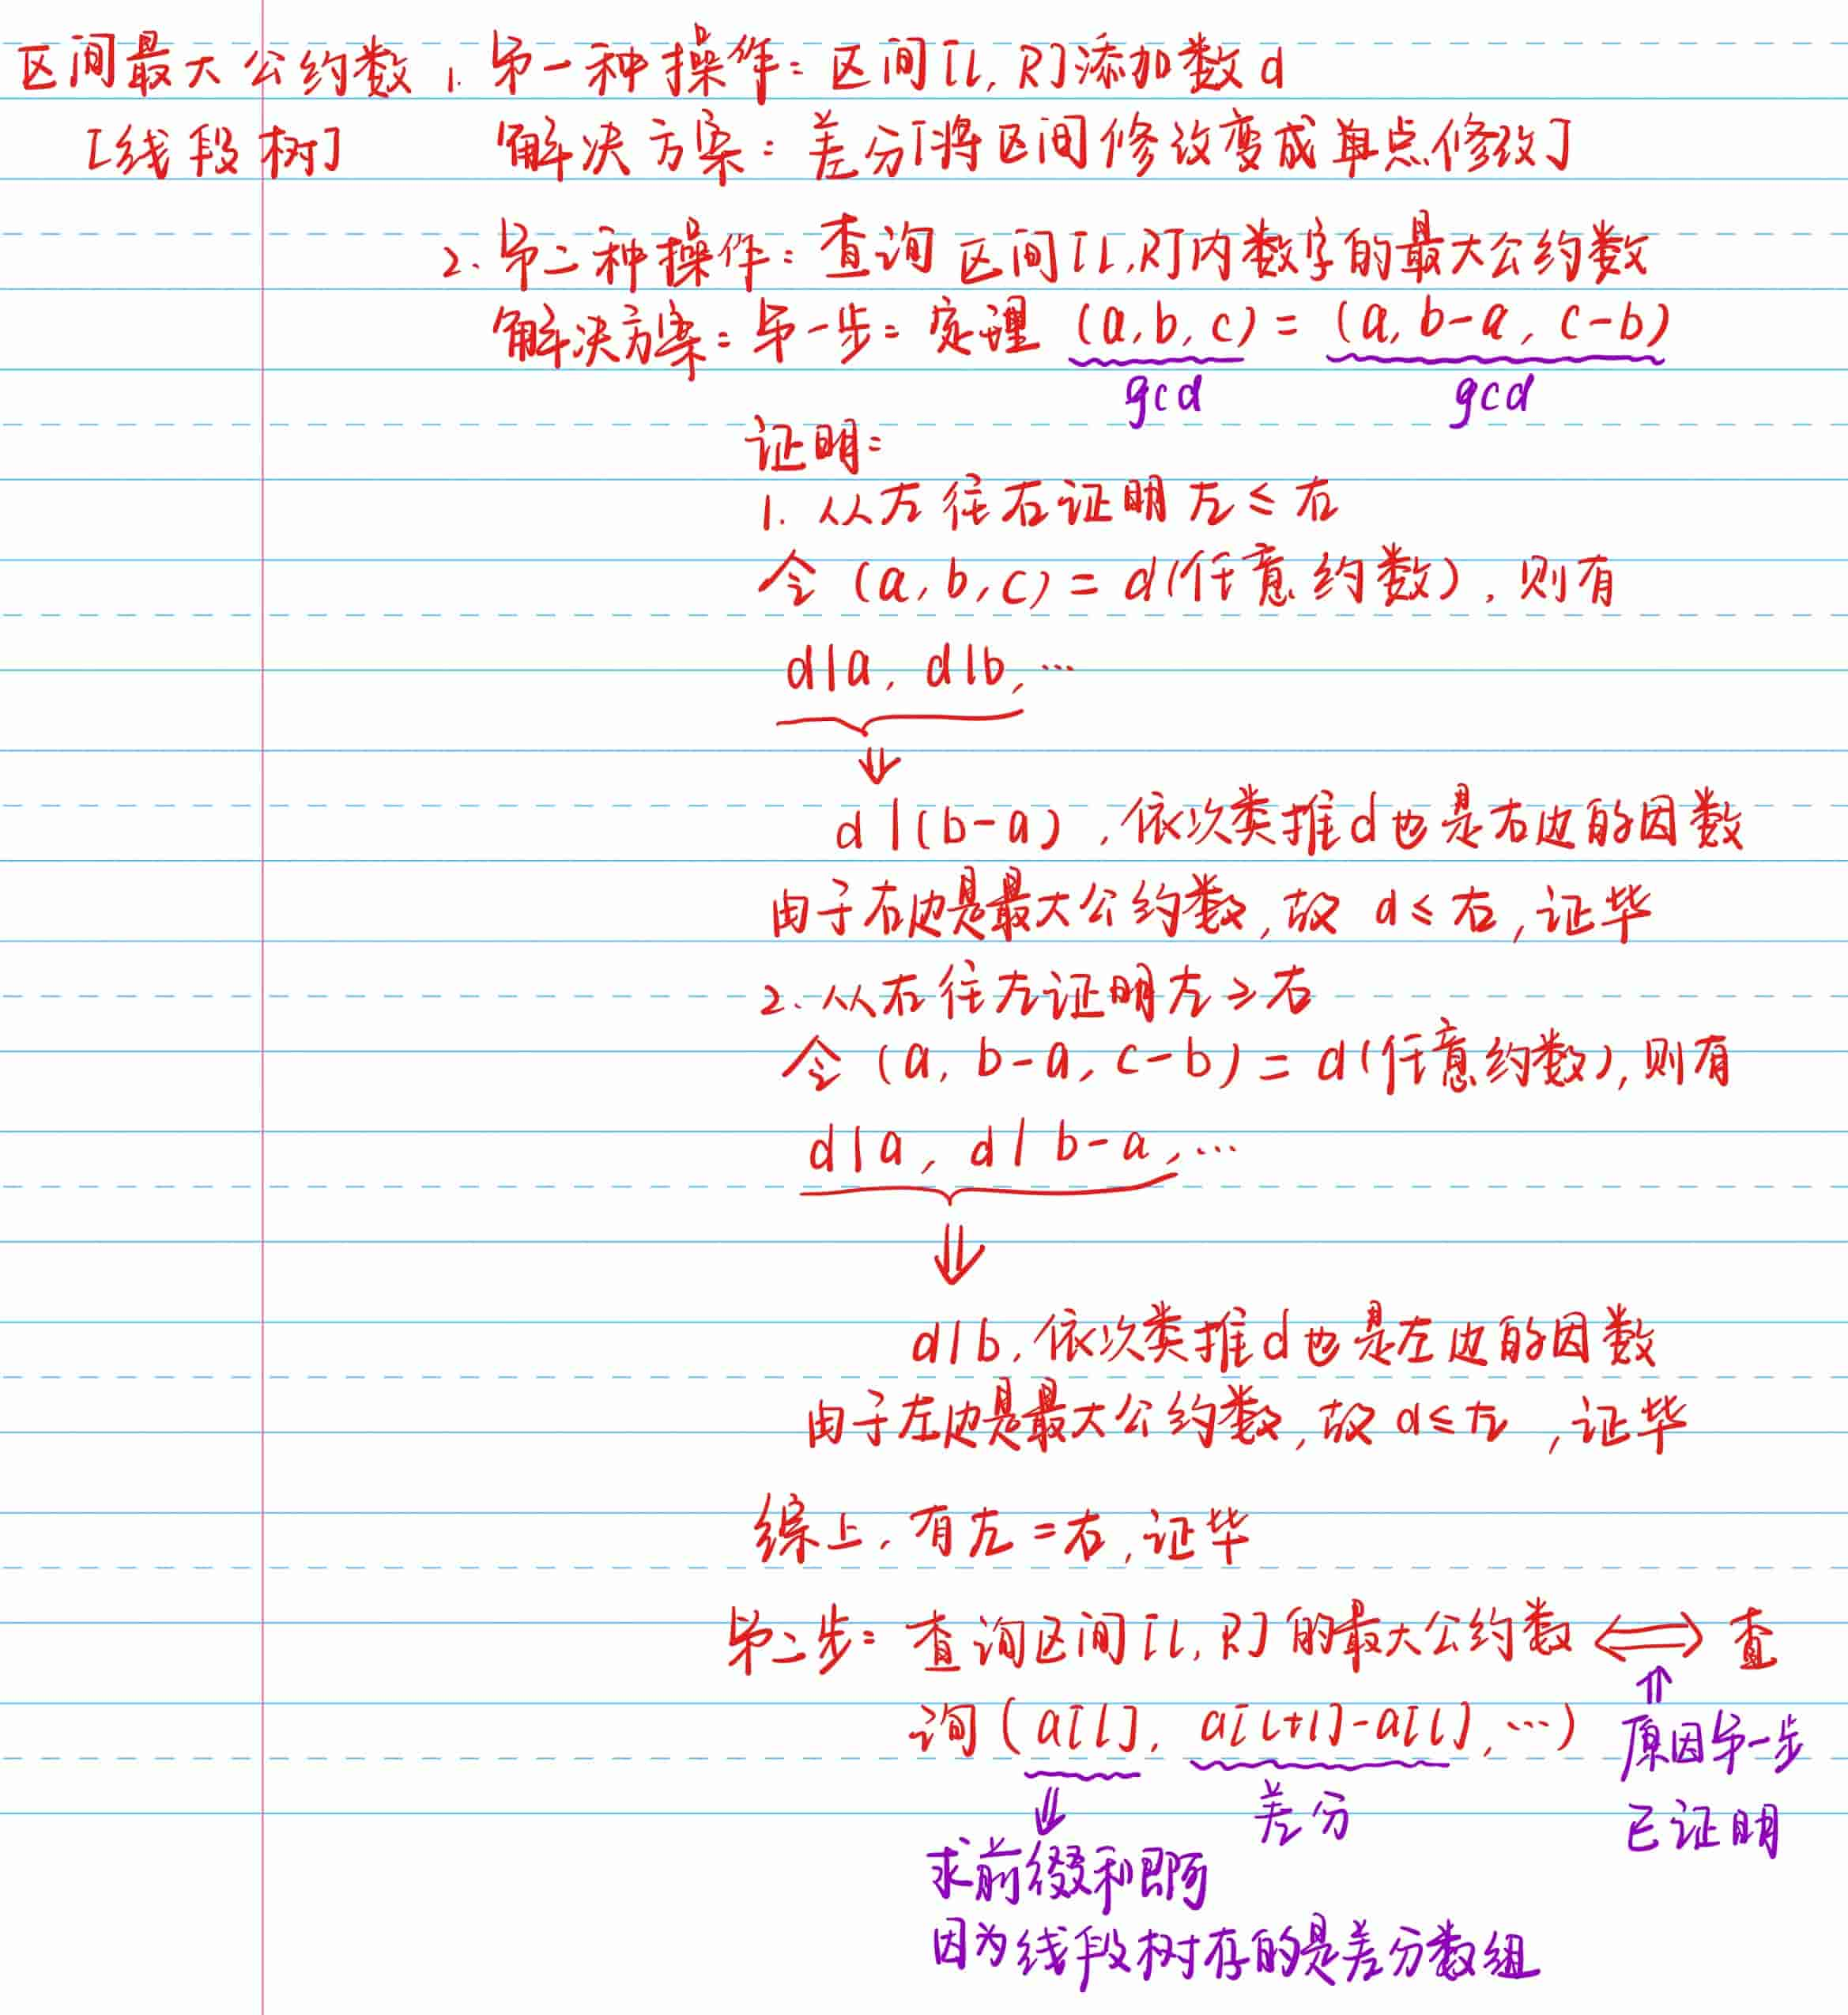 区间最大公约数 1. 第一种操作：区间[L, R]添加数d
[线段树] 解决方案：差分[将区间修改变成单点修改]
2. 第二种操作：查询区间[L,R]内数字的最大公约数
解决方案：第一步：定理 (a,b,c) = (a, b-a, c-b)
gcd gcd
证明：
1. 从左往右证明 左 ≤ 右
令 (a,b,c) = d(任意约数), 则有
d|a, d|b, ...
⇓
d|(b-a), 依次类推d也是右边的因数
由于右边是最大公约数, 故 d ≤ 右, 证毕
2. 从右往左证明左 ≥ 右
令 (a, b-a, c-b) = d(任意约数), 则有
d|a, d|b-a, ...
⇓
d|b, 依次类推d也是左边的因数
由于左边是最大公约数, 故 d ≤ 左, 证毕
综上, 有左=右, 证毕
第二步：查询区间[L, R]的最大公约数 ⟺ 查
询(a[L], a[L+1]-a[L], ...) ⇑ 原因第一步
⇓ 差分 已证明
求前缀和即可
因为线段树存的是差分数组